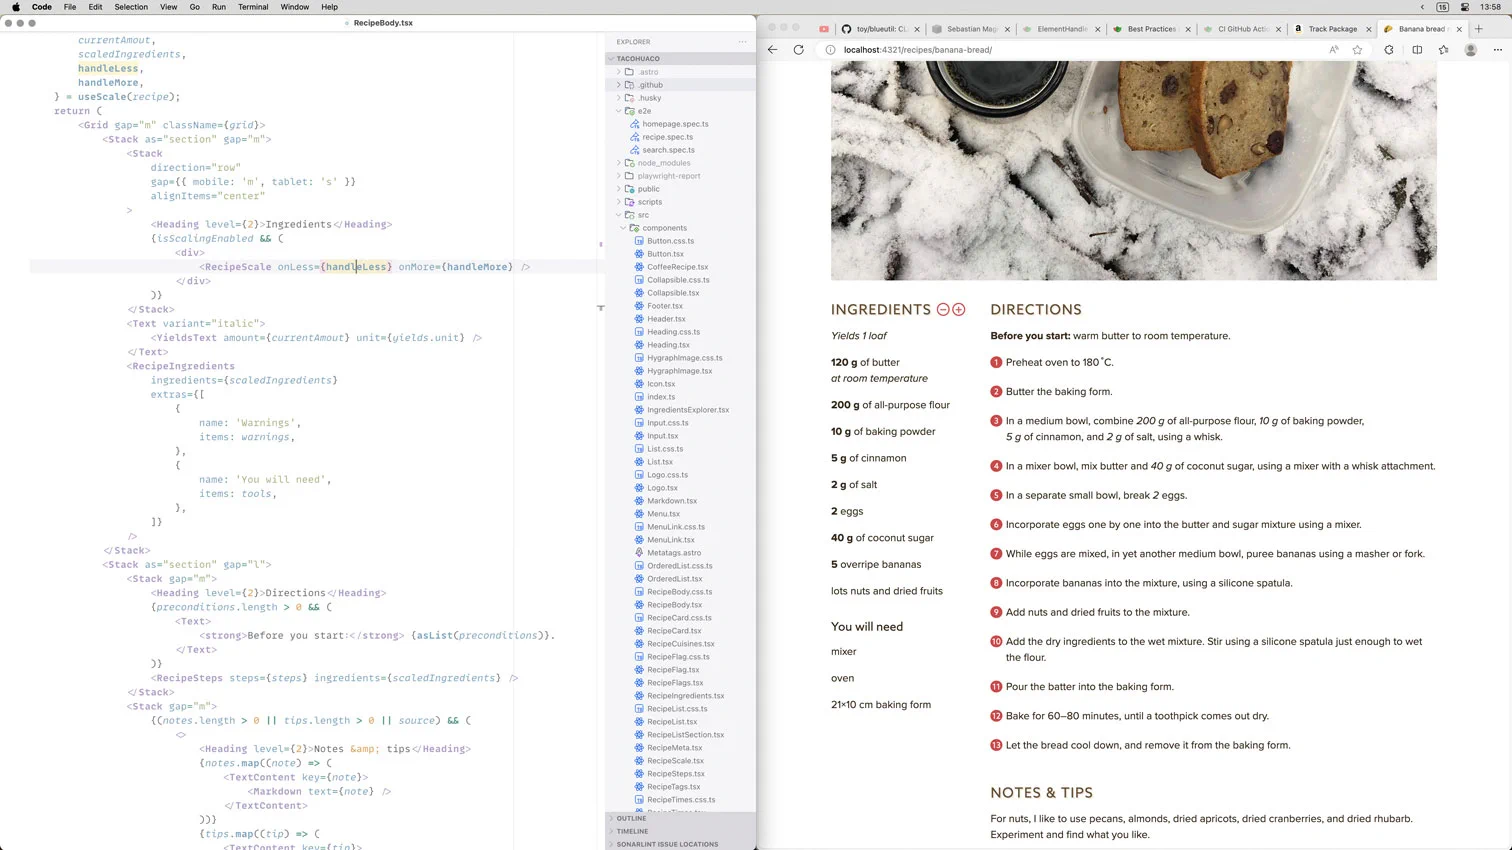 Code File Edit Selection View Go Run Terminal Window Help 15 13:58
RecipeBody.tsx
currentAmout,
scaledIngredients,
handleLess,
handleMore,
} = useScale(recipe);
return (
<Grid gap="m" className={grid}>
<Stack as="section" gap="m">
<Stack
direction="row"
gap={{ mobile: 'm', tablet: 's' }}
alignItems="center"
>
<Heading level={2}>Ingredients</Heading>
{isScalingEnabled && (
<div>
<RecipeScale onLess={handleLess} onMore={handleMore} />
</div>
)}
</Stack>
<Text variant="italic">
<YieldsText amount={currentAmout} unit={yields.unit} />
</Text>
<RecipeIngredients
ingredients={scaledIngredients}
extras={[
{
name: 'Warnings',
items: warnings,
},
{
name: 'You will need',
items: tools,
},
]}
/>
</Stack>
<Stack as="section" gap="l">
<Stack gap="m">
<Heading level={2}>Directions</Heading>
{preconditions.length > 0 && (
<Text>
<strong>Before you start:</strong> {asList(preconditions)}.
</Text>
)}
<RecipeSteps steps={steps} ingredients={scaledIngredients} />
</Stack>
<Stack gap="m">
{(notes.length > 0 || tips.length > 0 || source) && (
<>
<Heading level={2}>Notes &amp; tips</Heading>
{notes.map((note) => (
<TextContent key={note}>
<Markdown text={note} />
</TextContent>
))}
{tips.map((tip) => (
<TextContent key={tip}>
EXPLORER
TACOHUACO
.astro
.github
.husky
e2e
homepage.spec.ts
recipe.spec.ts
search.spec.ts
node_modules
playwright-report
public
scripts
src
components
Button.css.ts
Button.tsx
CoffeeRecipe.tsx
Collapsible.css.ts
Collapsible.tsx
Footer.tsx
Header.tsx
Heading.css.ts
Heading.tsx
HygraphImage.css.ts
HygraphImage.tsx
Icon.tsx
index.ts
IngredientsExplorer.tsx
Input.css.ts
Input.tsx
List.css.ts
List.tsx
Logo.css.ts
Logo.tsx
Markdown.tsx
Menu.tsx
MenuLink.css.ts
MenuLink.tsx
Metatags.astro
OrderedList.css.ts
OrderedList.tsx
RecipeBody.css.ts
RecipeBody.tsx
RecipeCard.css.ts
RecipeCard.tsx
RecipeCuisines.tsx
RecipeFlag.css.ts
RecipeFlag.tsx
RecipeFlags.tsx
RecipeIngredients.tsx
RecipeList.css.ts
RecipeList.tsx
RecipeListSection.tsx
RecipeMeta.tsx
RecipeScale.tsx
RecipeSteps.tsx
RecipeTags.tsx
RecipeTimes.css.ts
OUTLINE
TIMELINE
SONARLINT ISSUE LOCATIONS
toy/blueutil: CL Sebastian Mag ElementHandle Best Practices CI GitHub Actio Track Package Banana bread
localhost:4321/recipes/banana-bread/
INGREDIENTS
Yields 1 loaf
120 g of butter
at room temperature
200 g of all-purpose flour
10 g of baking powder
5 g of cinnamon
2 g of salt
2 eggs
40 g of coconut sugar
5 overripe bananas
lots nuts and dried fruits
You will need
mixer
oven
21×10 cm baking form
DIRECTIONS
Before you start: warm butter to room temperature.
1 Preheat oven to 180 °C.
2 Butter the baking form.
3 In a medium bowl, combine 200 g of all-purpose flour, 10 g of baking powder,
5 g of cinnamon, and 2 g of salt, using a whisk.
4 In a mixer bowl, mix butter and 40 g of coconut sugar, using a mixer with a whisk attachment.
5 In a separate small bowl, break 2 eggs.
6 Incorporate eggs one by one into the butter and sugar mixture using a mixer.
7 While eggs are mixed, in yet another medium bowl, puree bananas using a masher or fork.
8 Incorporate bananas into the mixture, using a silicone spatula.
9 Add nuts and dried fruits to the mixture.
10 Add the dry ingredients to the wet mixture. Stir using a silicone spatula just enough to wet
the flour.
11 Pour the batter into the baking form.
12 Bake for 60–80 minutes, until a toothpick comes out dry.
13 Let the bread cool down, and remove it from the baking form.
NOTES & TIPS
For nuts, I like to use pecans, almonds, dried apricots, dried cranberries, and dried rhubarb.
Experiment and find what you like.